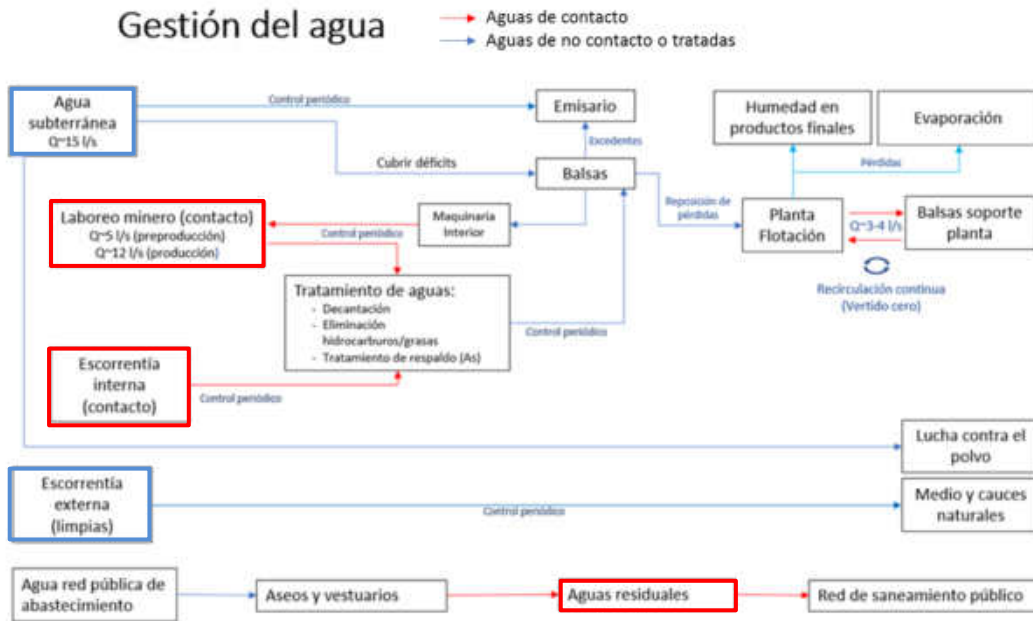 Gestión del agua
Aguas de contacto
Aguas de no contacto o tratadas
Agua
subterránea
Q~15 l/s
Control periódico
Emisario
Excedentes
Cubrir déficits
Balsas
Humedad en
productos finales
Evaporación
Pérdidas
Laboreo minero (contacto)
Q~5 l/s (preproducción)
Q~12 l/s (producción)
Control periódico
Maquinaria
Interior
Reposición de
pérdidas
Planta
Flotación
Q~3-4 l/s
Balsas soporte
planta
Recirculación continua
(Vertido cero)
Tratamiento de aguas:
- Decantación
- Eliminación
hidrocarburos/grasas
- Tratamiento de respaldo (As)
Control periódico
Escorrentía
interna
(contacto)
Control periódico
Lucha contra el
polvo
Escorrentía
externa
(limpias)
Control periódico
Medio y cauces
naturales
Agua red pública de
abastecimiento
Aseos y vestuarios
Aguas residuales
Red de saneamiento público